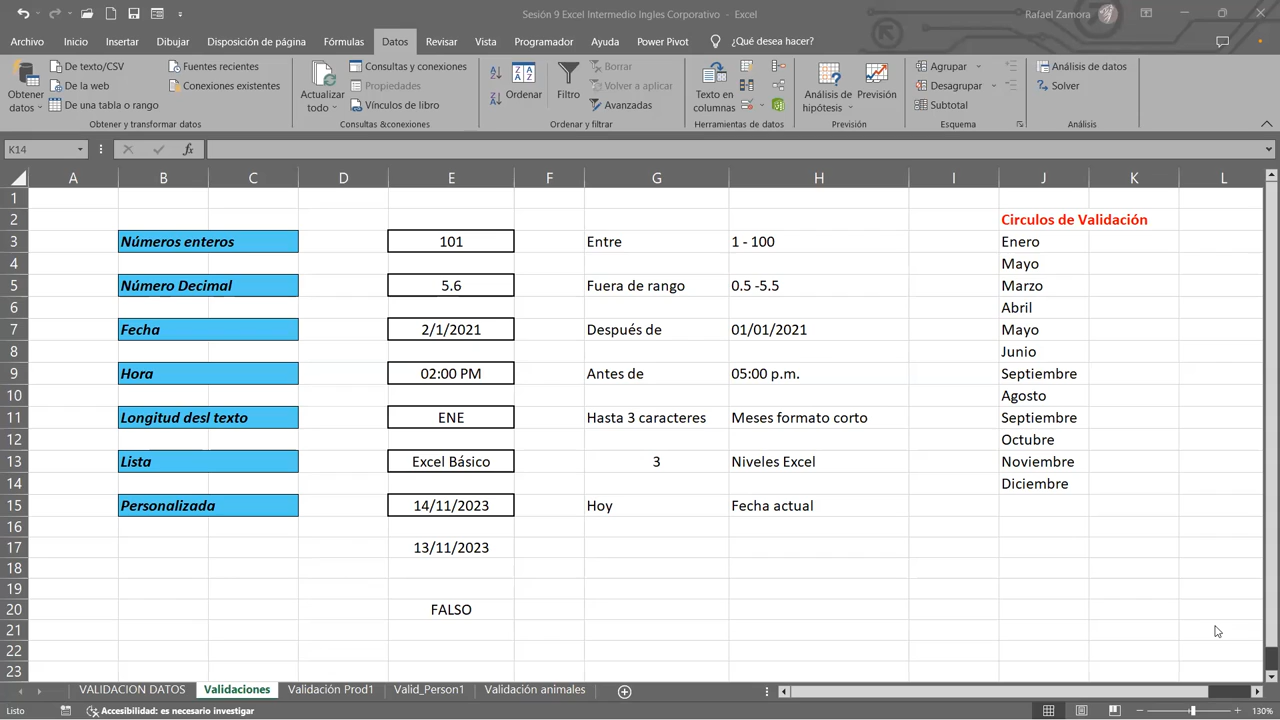 Sesión 9 Excel Intermedio Ingles Corporativo - Excel
Rafael Zamora
Archivo Inicio Insertar Dibujar Disposición de página Fórmulas Datos Revisar Vista Programador Ayuda Power Pivot ¿Qué desea hacer?
Obtener datos
De texto/CSV
De la web
De una tabla o rango
Fuentes recientes
Conexiones existentes
Obtener y transformar datos
Actualizar todo
Consultas y conexiones
Propiedades
Vínculos de libro
Consultas &conexiones
Ordenar
Filtro
Borrar
Volver a aplicar
Avanzadas
Ordenar y filtrar
Texto en columnas
Herramientas de datos
Análisis de hipótesis
Previsión
Previsión
Agrupar
Desagrupar
Subtotal
Esquema
Análisis de datos
Solver
Análisis
K14
fx
A B C D E F G H I J K L
1
2 Circulos de Validación
3 Números enteros 101 Entre 1 - 100 Enero
4 Mayo
5 Número Decimal 5.6 Fuera de rango 0.5 -5.5 Marzo
6 Abril
7 Fecha 2/1/2021 Después de 01/01/2021 Mayo
8 Junio
9 Hora 02:00 PM Antes de 05:00 p.m. Septiembre
10 Agosto
11 Longitud desl texto ENE Hasta 3 caracteres Meses formato corto Septiembre
12 Octubre
13 Lista Excel Básico 3 Niveles Excel Noviembre
14 Diciembre
15 Personalizada 14/11/2023 Hoy Fecha actual
16
17 13/11/2023
18
19
20 FALSO
21
22
23
VALIDACION DATOS Validaciones Validación Prod1 Valid_Person1 Validación animales
Listo Accesibilidad: es necesario investigar 130%